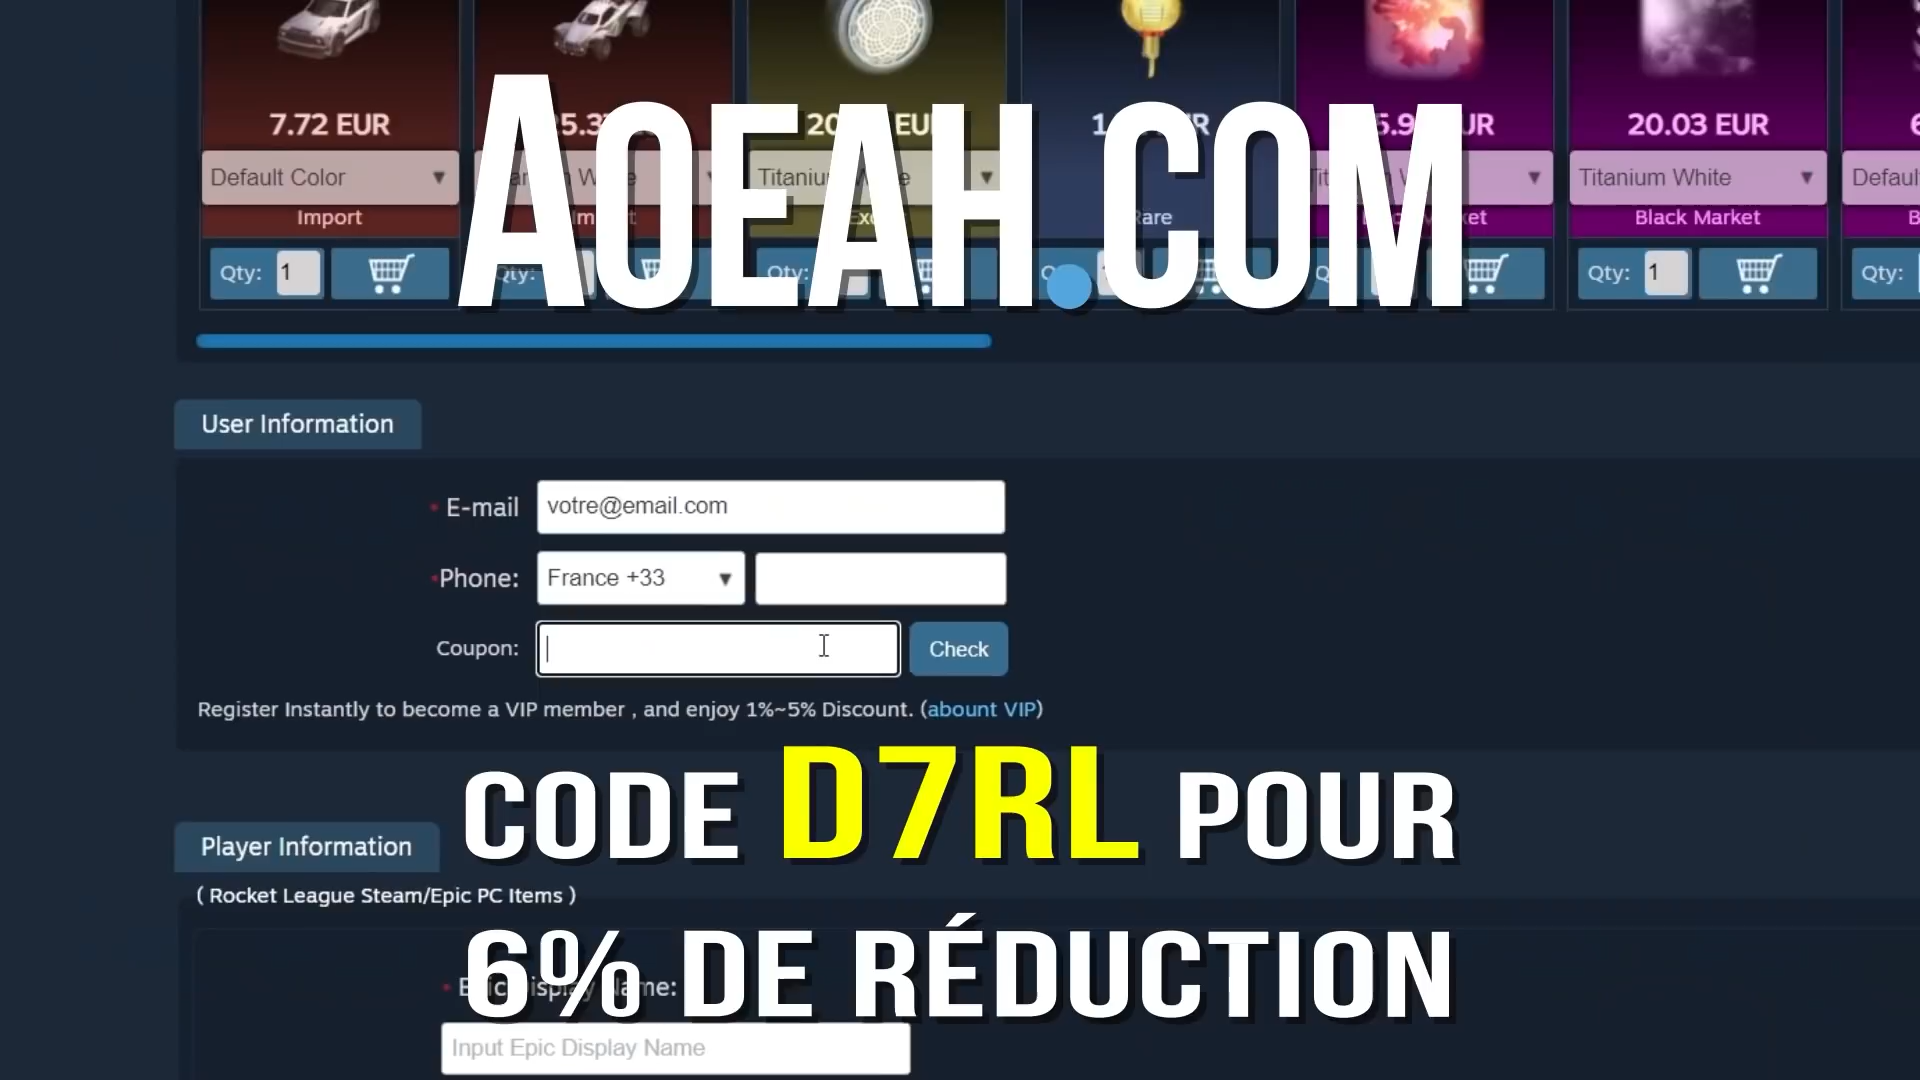 7.72 EUR
20.03 EUR
AOEAH.COM
Default Color
Titanium White
Import
Black Market
Qty: 1
Qty: 1
Qty:
User Information
E-mail
votre@email.com
Phone:
France +33
Coupon:
Check
Register Instantly to become a VIP member , and enjoy 1%~5% Discount. (abount VIP)
CODE D7RL POUR
Player Information
( Rocket League Steam/Epic PC Items )
6% DE RÉDUCTION
Epic Display Name:
Input Epic Display Name